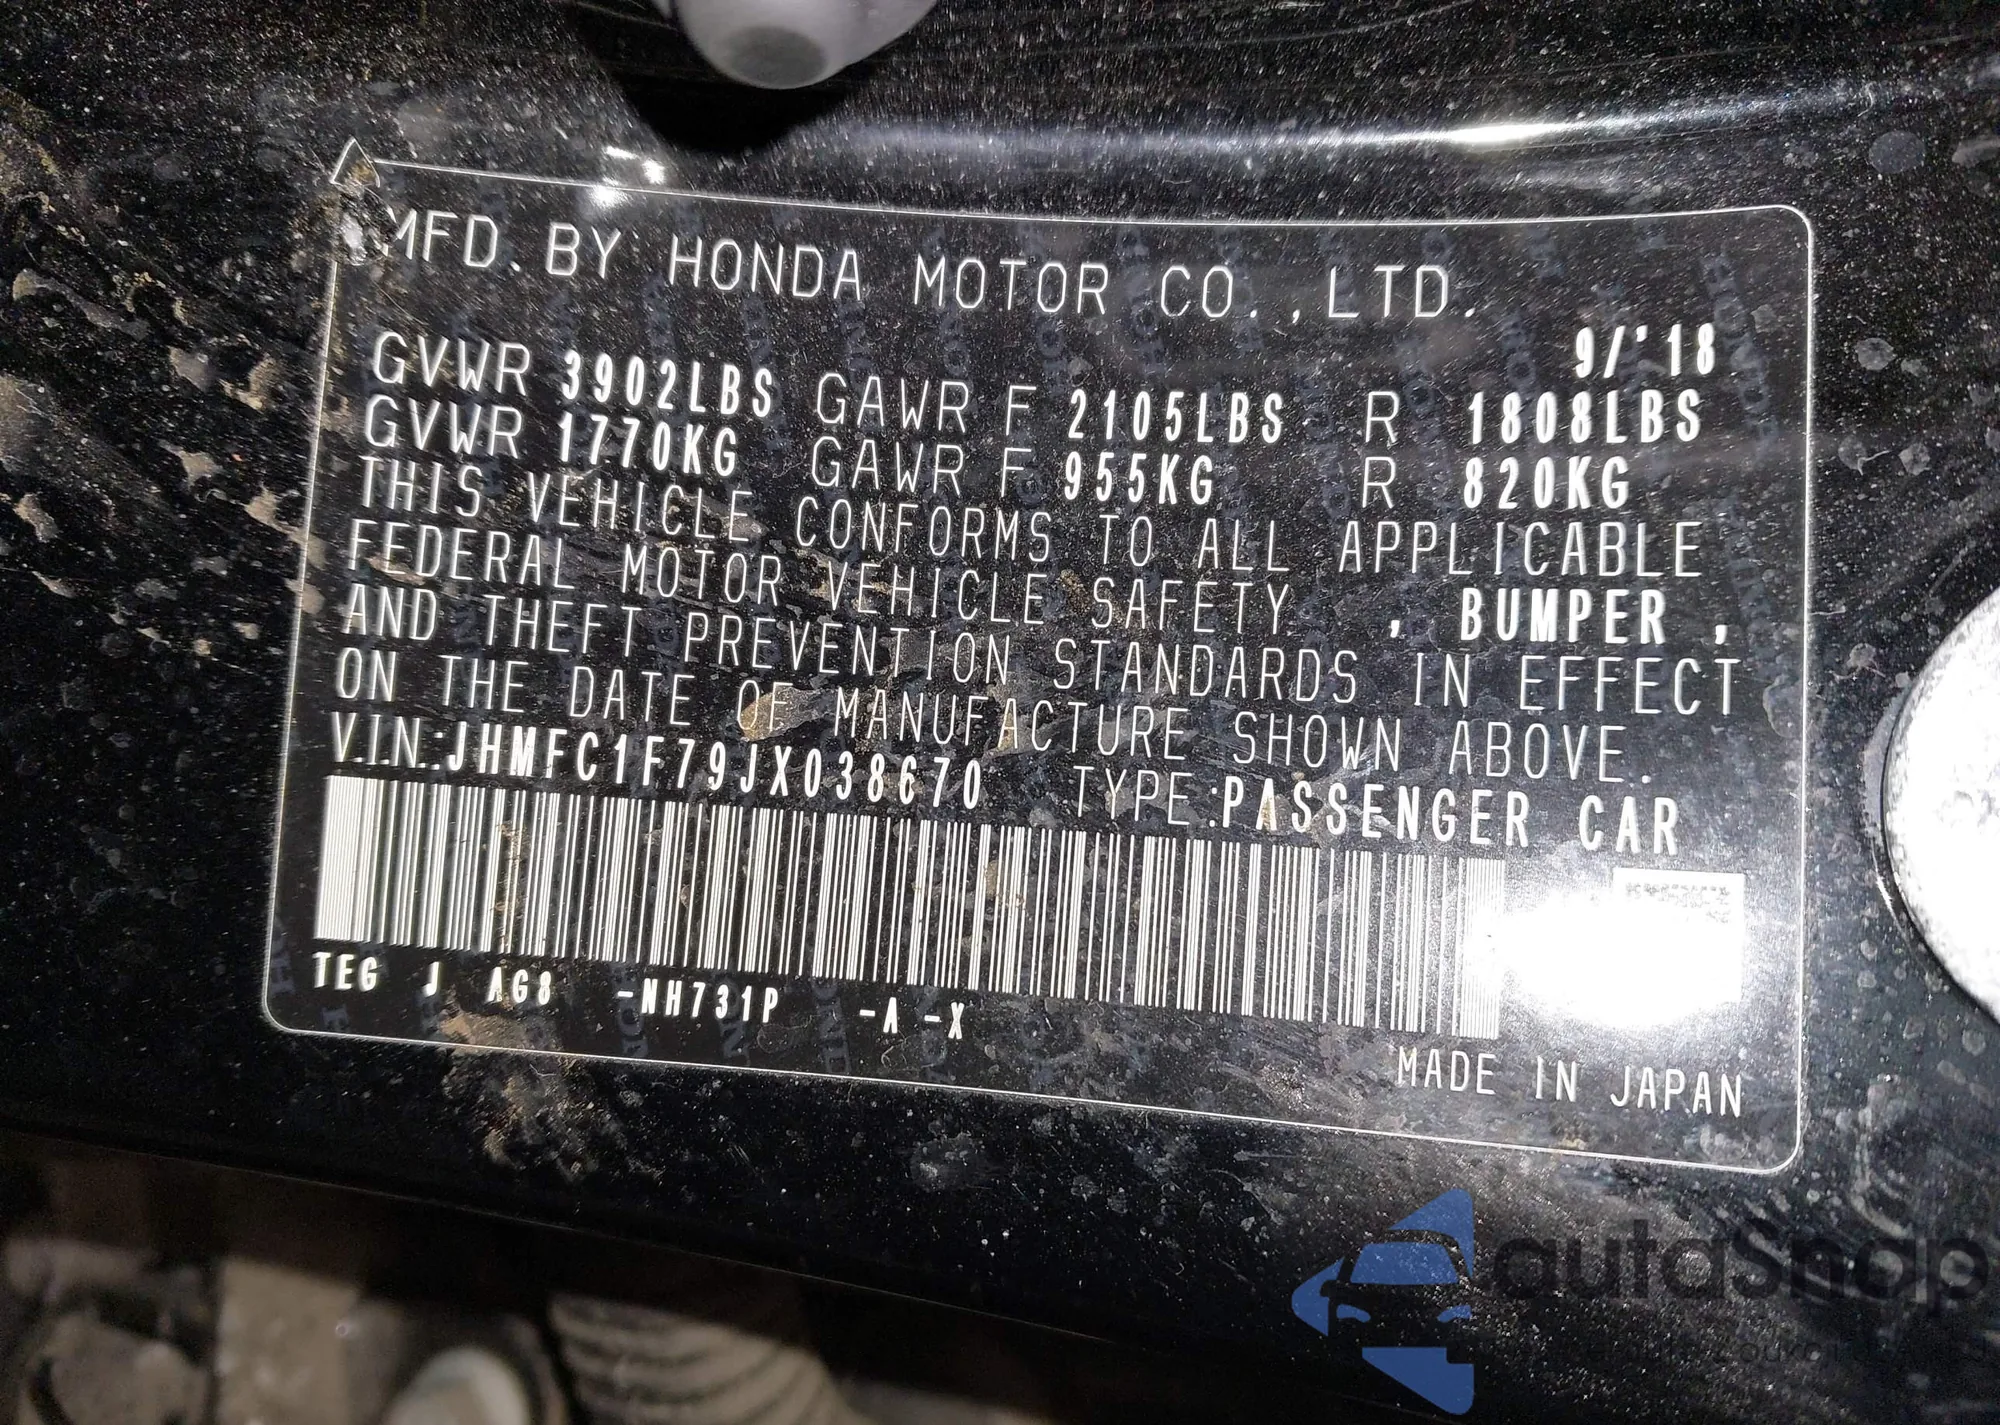 MFD. BY HONDA MOTOR CO.,LTD.
9/'18
GVWR 3902LBS GAWR F 2105LBS R 1808LBS
GVWR 1770KG GAWR F 955KG R 820KG
THIS VEHICLE CONFORMS TO ALL APPLICABLE
FEDERAL MOTOR VEHICLE SAFETY , BUMPER ,
AND THEFT PREVENTION STANDARDS IN EFFECT
ON THE DATE OF MANUFACTURE SHOWN ABOVE.
V.I.N.:JHMFC1F79JX038670 TYPE:PASSENGER CAR
TEG J AG8 -NH731P -A -X
MADE IN JAPAN
autoSnap